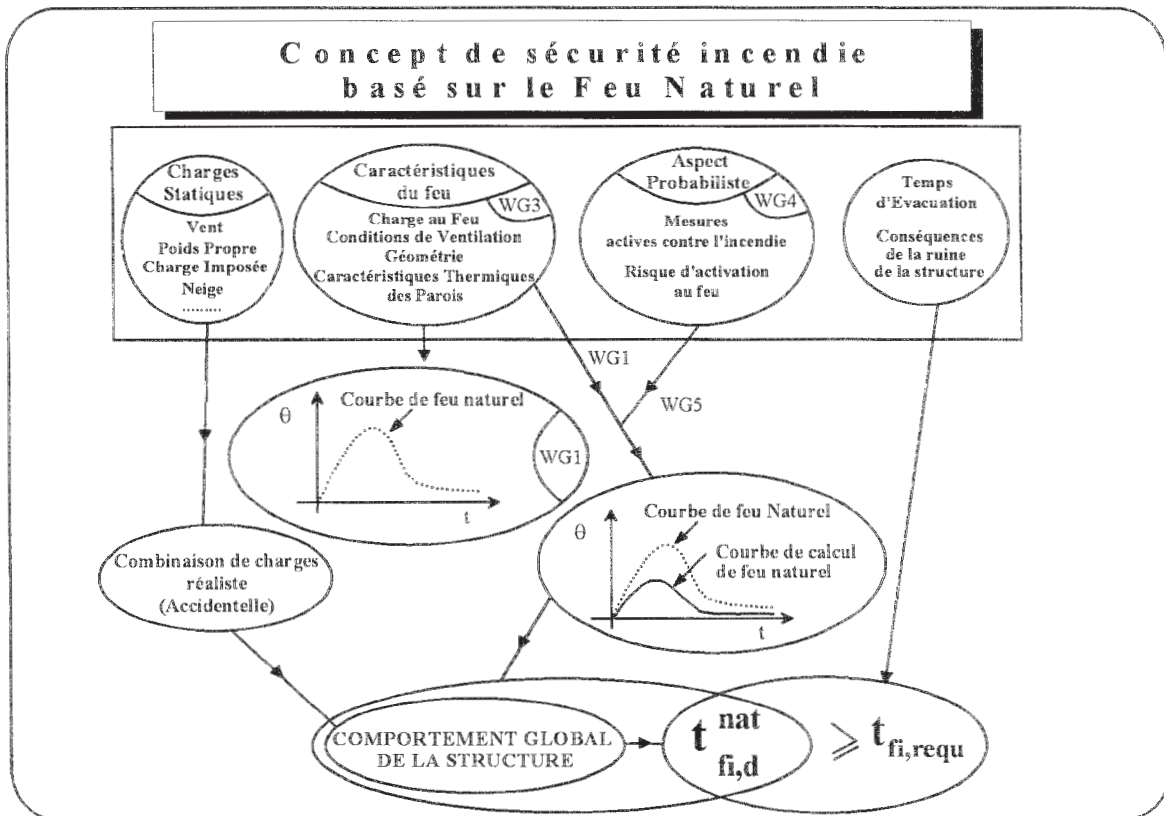 Concept de sécurité incendie
basé sur le Feu Naturel
Charges
Statiques
Vent
Poids Propre
Charge Imposée
Neige
.........
Caractéristiques
du feu
WG3
Charge au Feu
Conditions de Ventilation
Géométrie
Caractéristiques Thermiques
des Parois
Aspect
Probabiliste
WG4
Mesures
actives contre l'incendie
Risque d'activation
au feu
Temps
d'Evacuation
Conséquences
de la ruine
de la structure
WG1
WG5
θ
Courbe de feu naturel
WG1
t
θ
Courbe de feu Naturel
Courbe de calcul
de feu naturel
t
Combinaison de charges
réaliste
(Accidentelle)
COMPORTEMENT GLOBAL
DE LA STRUCTURE
t nat fi,d ⩾ t fi,requ